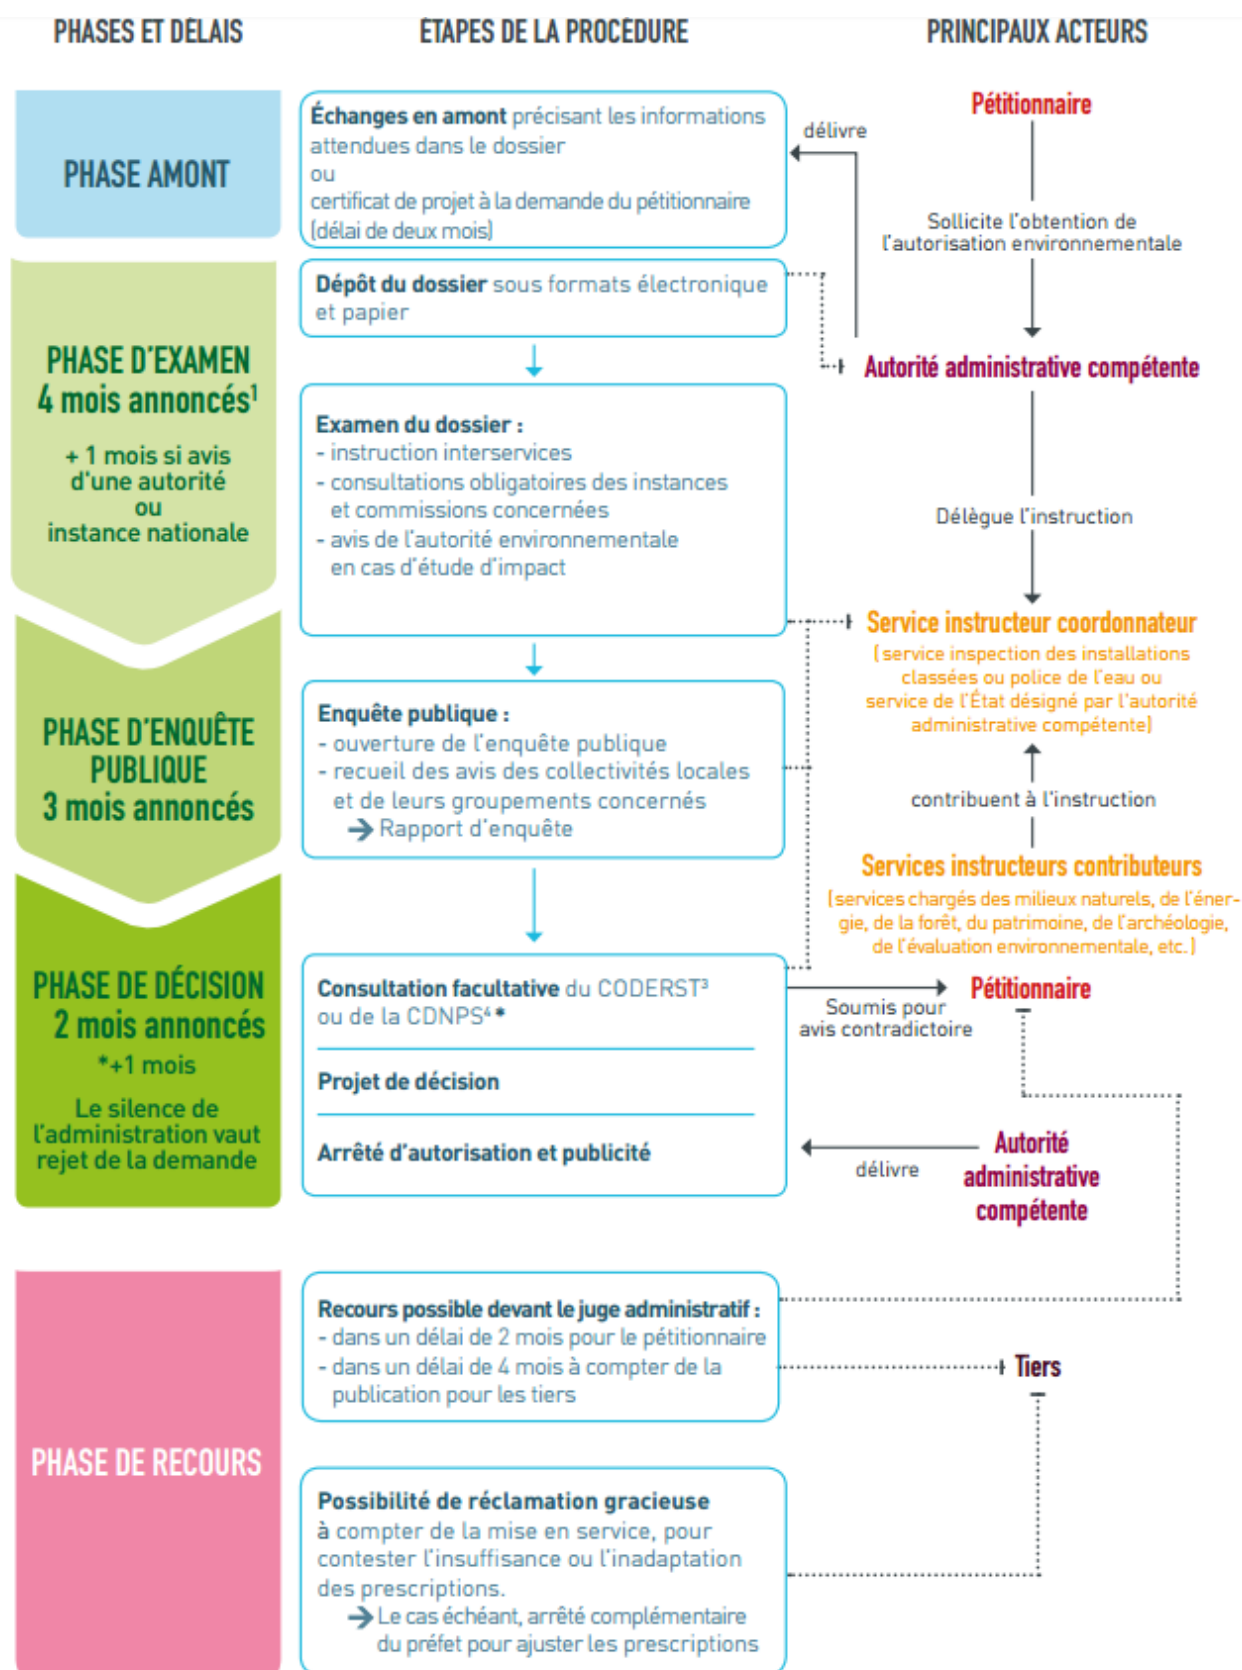 PHASES ET DÉLAIS
ÉTAPES DE LA PROCÉDURE
PRINCIPAUX ACTEURS
PHASE AMONT
Échanges en amont précisant les informations
attendues dans le dossier
ou
certificat de projet à la demande du pétitionnaire
(délai de deux mois)
délivre
Pétitionnaire
Sollicite l'obtention de
l'autorisation environnementale
PHASE D'EXAMEN
4 mois annoncés¹
+ 1 mois si avis
d'une autorité
ou
instance nationale
Dépôt du dossier sous formats électronique
et papier
Autorité administrative compétente
Examen du dossier :
- instruction interservices
- consultations obligatoires des instances
et commissions concernées
- avis de l'autorité environnementale
en cas d'étude d'impact
Délègue l'instruction
Service instructeur coordonnateur
(service inspection des installations
classées ou police de l'eau ou
service de l'État désigné par l'autorité
administrative compétente)
PHASE D'ENQUÊTE
PUBLIQUE
3 mois annoncés
Enquête publique :
- ouverture de l'enquête publique
- recueil des avis des collectivités locales
et de leurs groupements concernés
→ Rapport d'enquête
contribuent à l'instruction
Services instructeurs contributeurs
(services chargés des milieux naturels, de l'éner-
gie, de la forêt, du patrimoine, de l'archéologie,
de l'évaluation environnementale, etc.)
PHASE DE DÉCISION
2 mois annoncés
*+1 mois
Le silence de
l'administration vaut
rejet de la demande
Consultation facultative du CODERST³
ou de la CDNPS⁴ *
Projet de décision
Arrêté d'autorisation et publicité
Soumis pour
avis contradictoire
Pétitionnaire
délivre
Autorité
administrative
compétente
PHASE DE RECOURS
Recours possible devant le juge administratif :
- dans un délai de 2 mois pour le pétitionnaire
- dans un délai de 4 mois à compter de la
publication pour les tiers
Tiers
Possibilité de réclamation gracieuse
à compter de la mise en service, pour
contester l'insuffisance ou l'inadaptation
des prescriptions.
→ Le cas échéant, arrêté complémentaire
du préfet pour ajuster les prescriptions